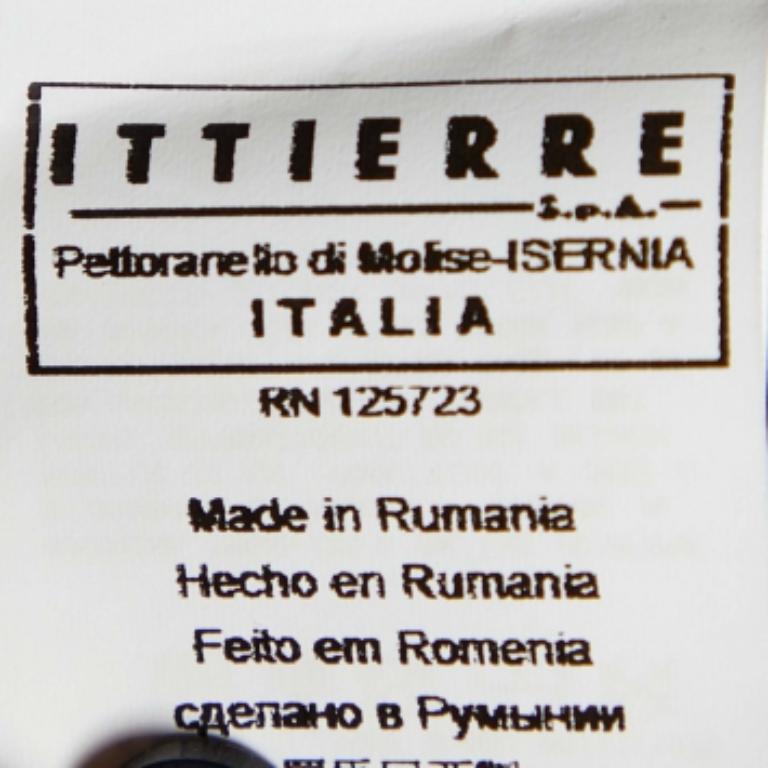 ITTIERRE
S.p.A.
Pettoranello di Molise-ISERNIA
ITALIA
RN 125723
Made in Rumania
Hecho en Rumania
Feito em Romenia
сделано в Румынии